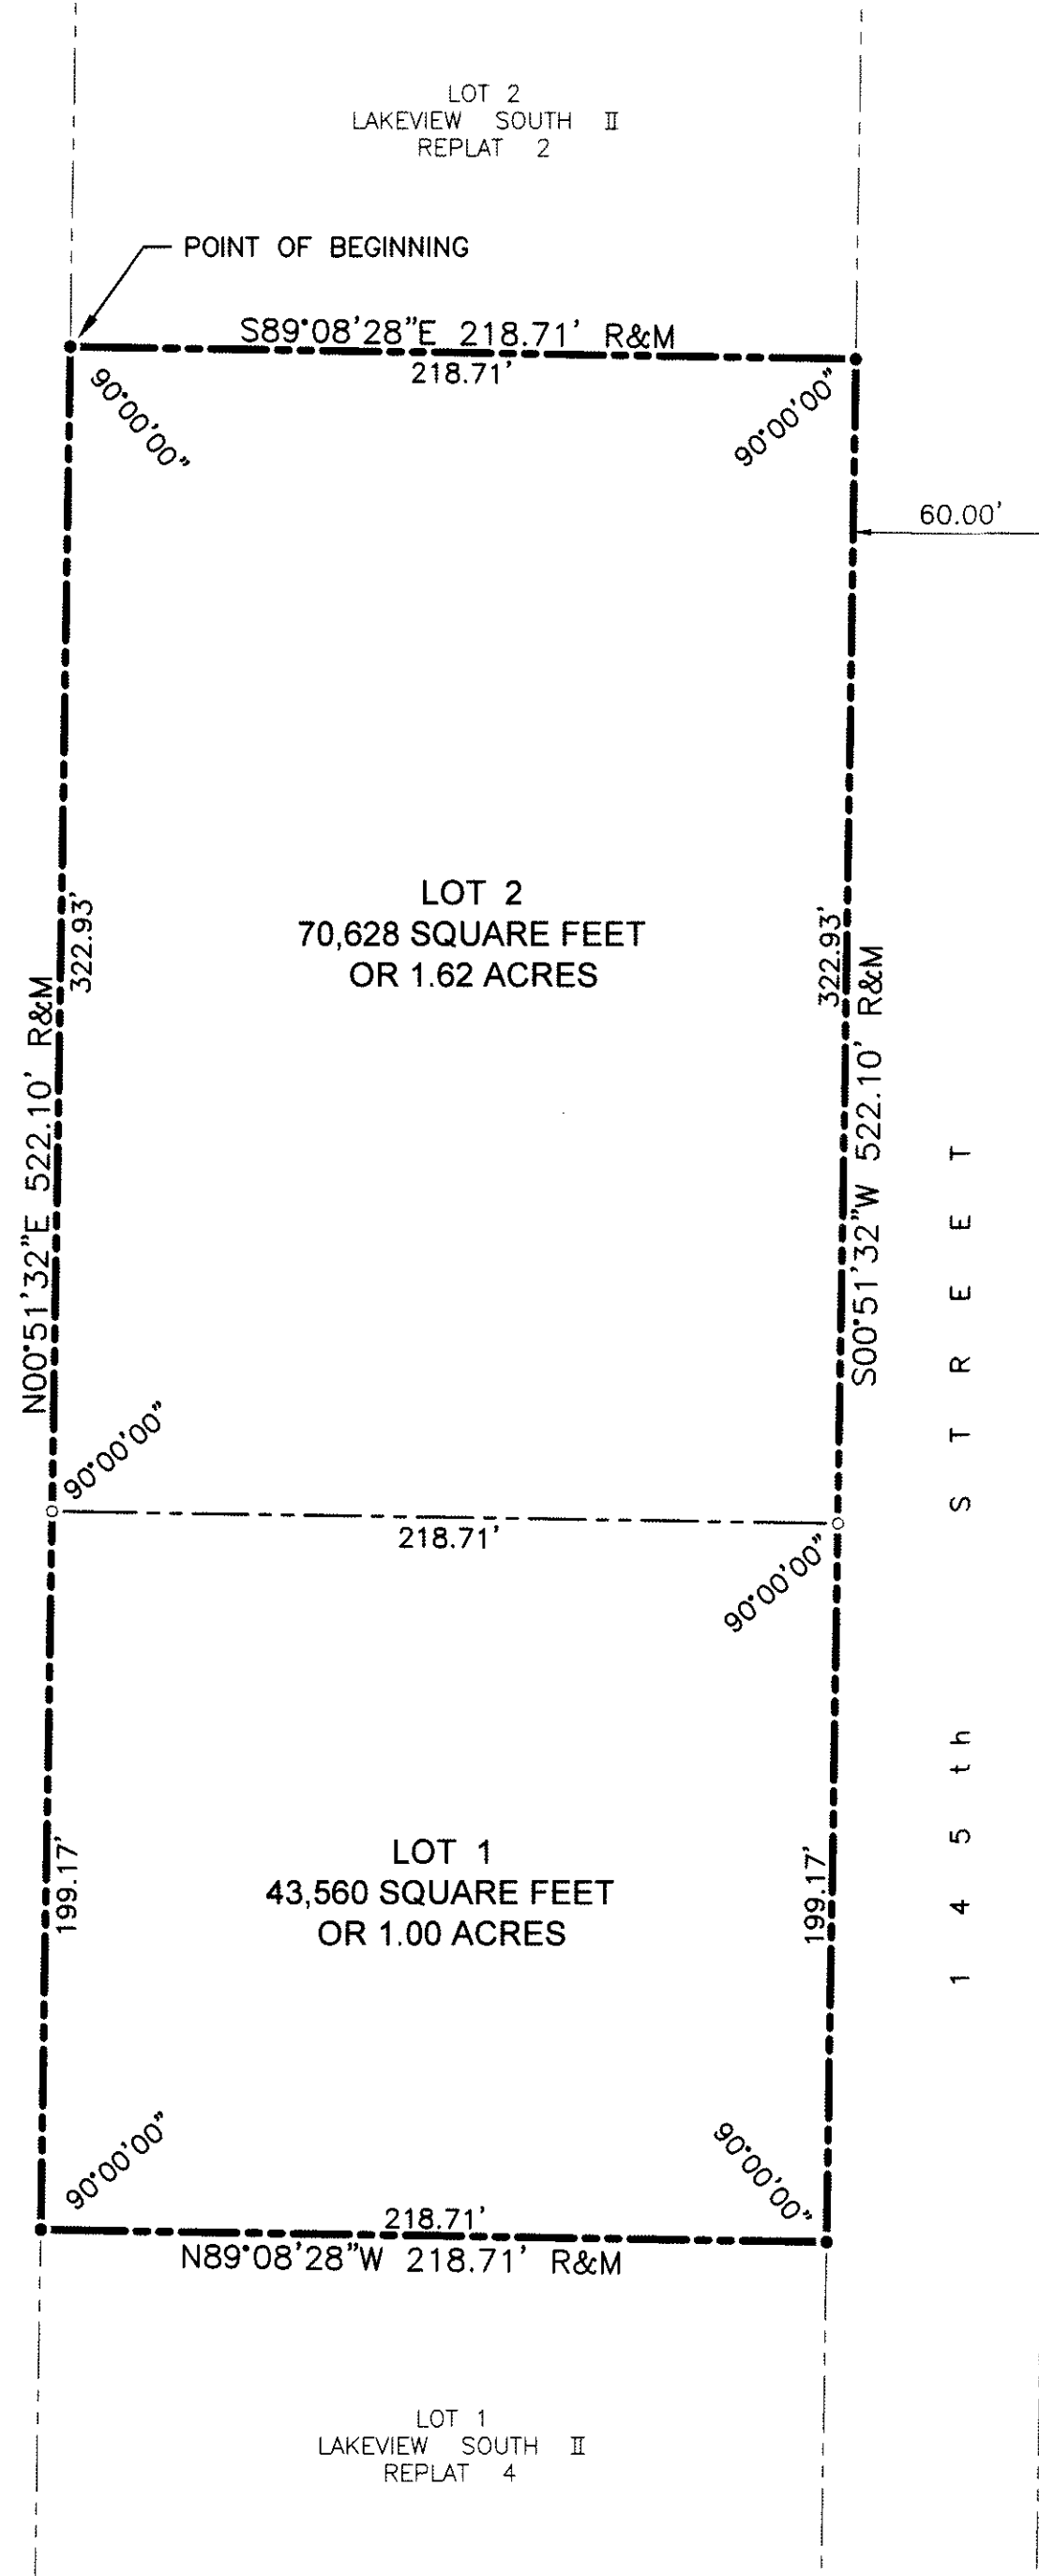 LOT 2
LAKEVIEW SOUTH II
REPLAT 2
POINT OF BEGINNING
S89°08'28"E 218.71' R&M
218.71'
90°00'00"
90°00'00"
60.00'
LOT 2
70,628 SQUARE FEET
OR 1.62 ACRES
322.93'
322.93'
N00°51'32"E 522.10' R&M
S00°51'32"W 522.10' R&M
145th STREET
90°00'00"
218.71'
90°00'00"
LOT 1
43,560 SQUARE FEET
OR 1.00 ACRES
199.17'
199.17'
90°00'00"
90°00'00"
218.71'
N89°08'28"W 218.71' R&M
LOT 1
LAKEVIEW SOUTH II
REPLAT 4